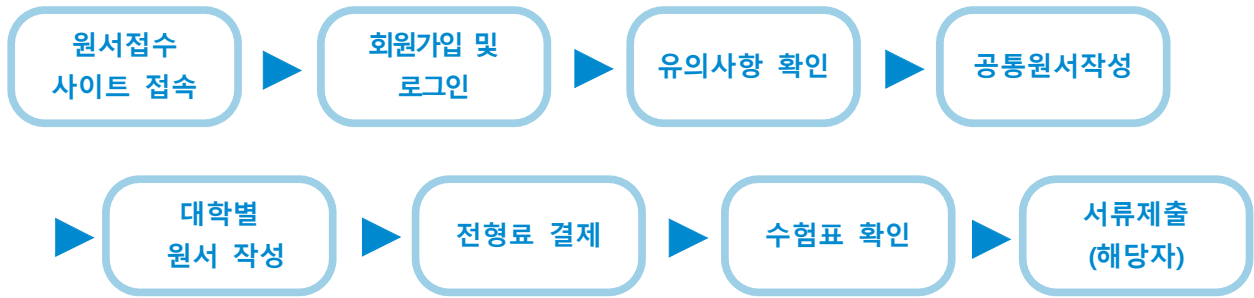 원서접수
사이트 접속
회원가입 및
로그인
유의사항 확인
공통원서작성
대학별
원서 작성
전형료 결제
수험표 확인
서류제출
(해당자)